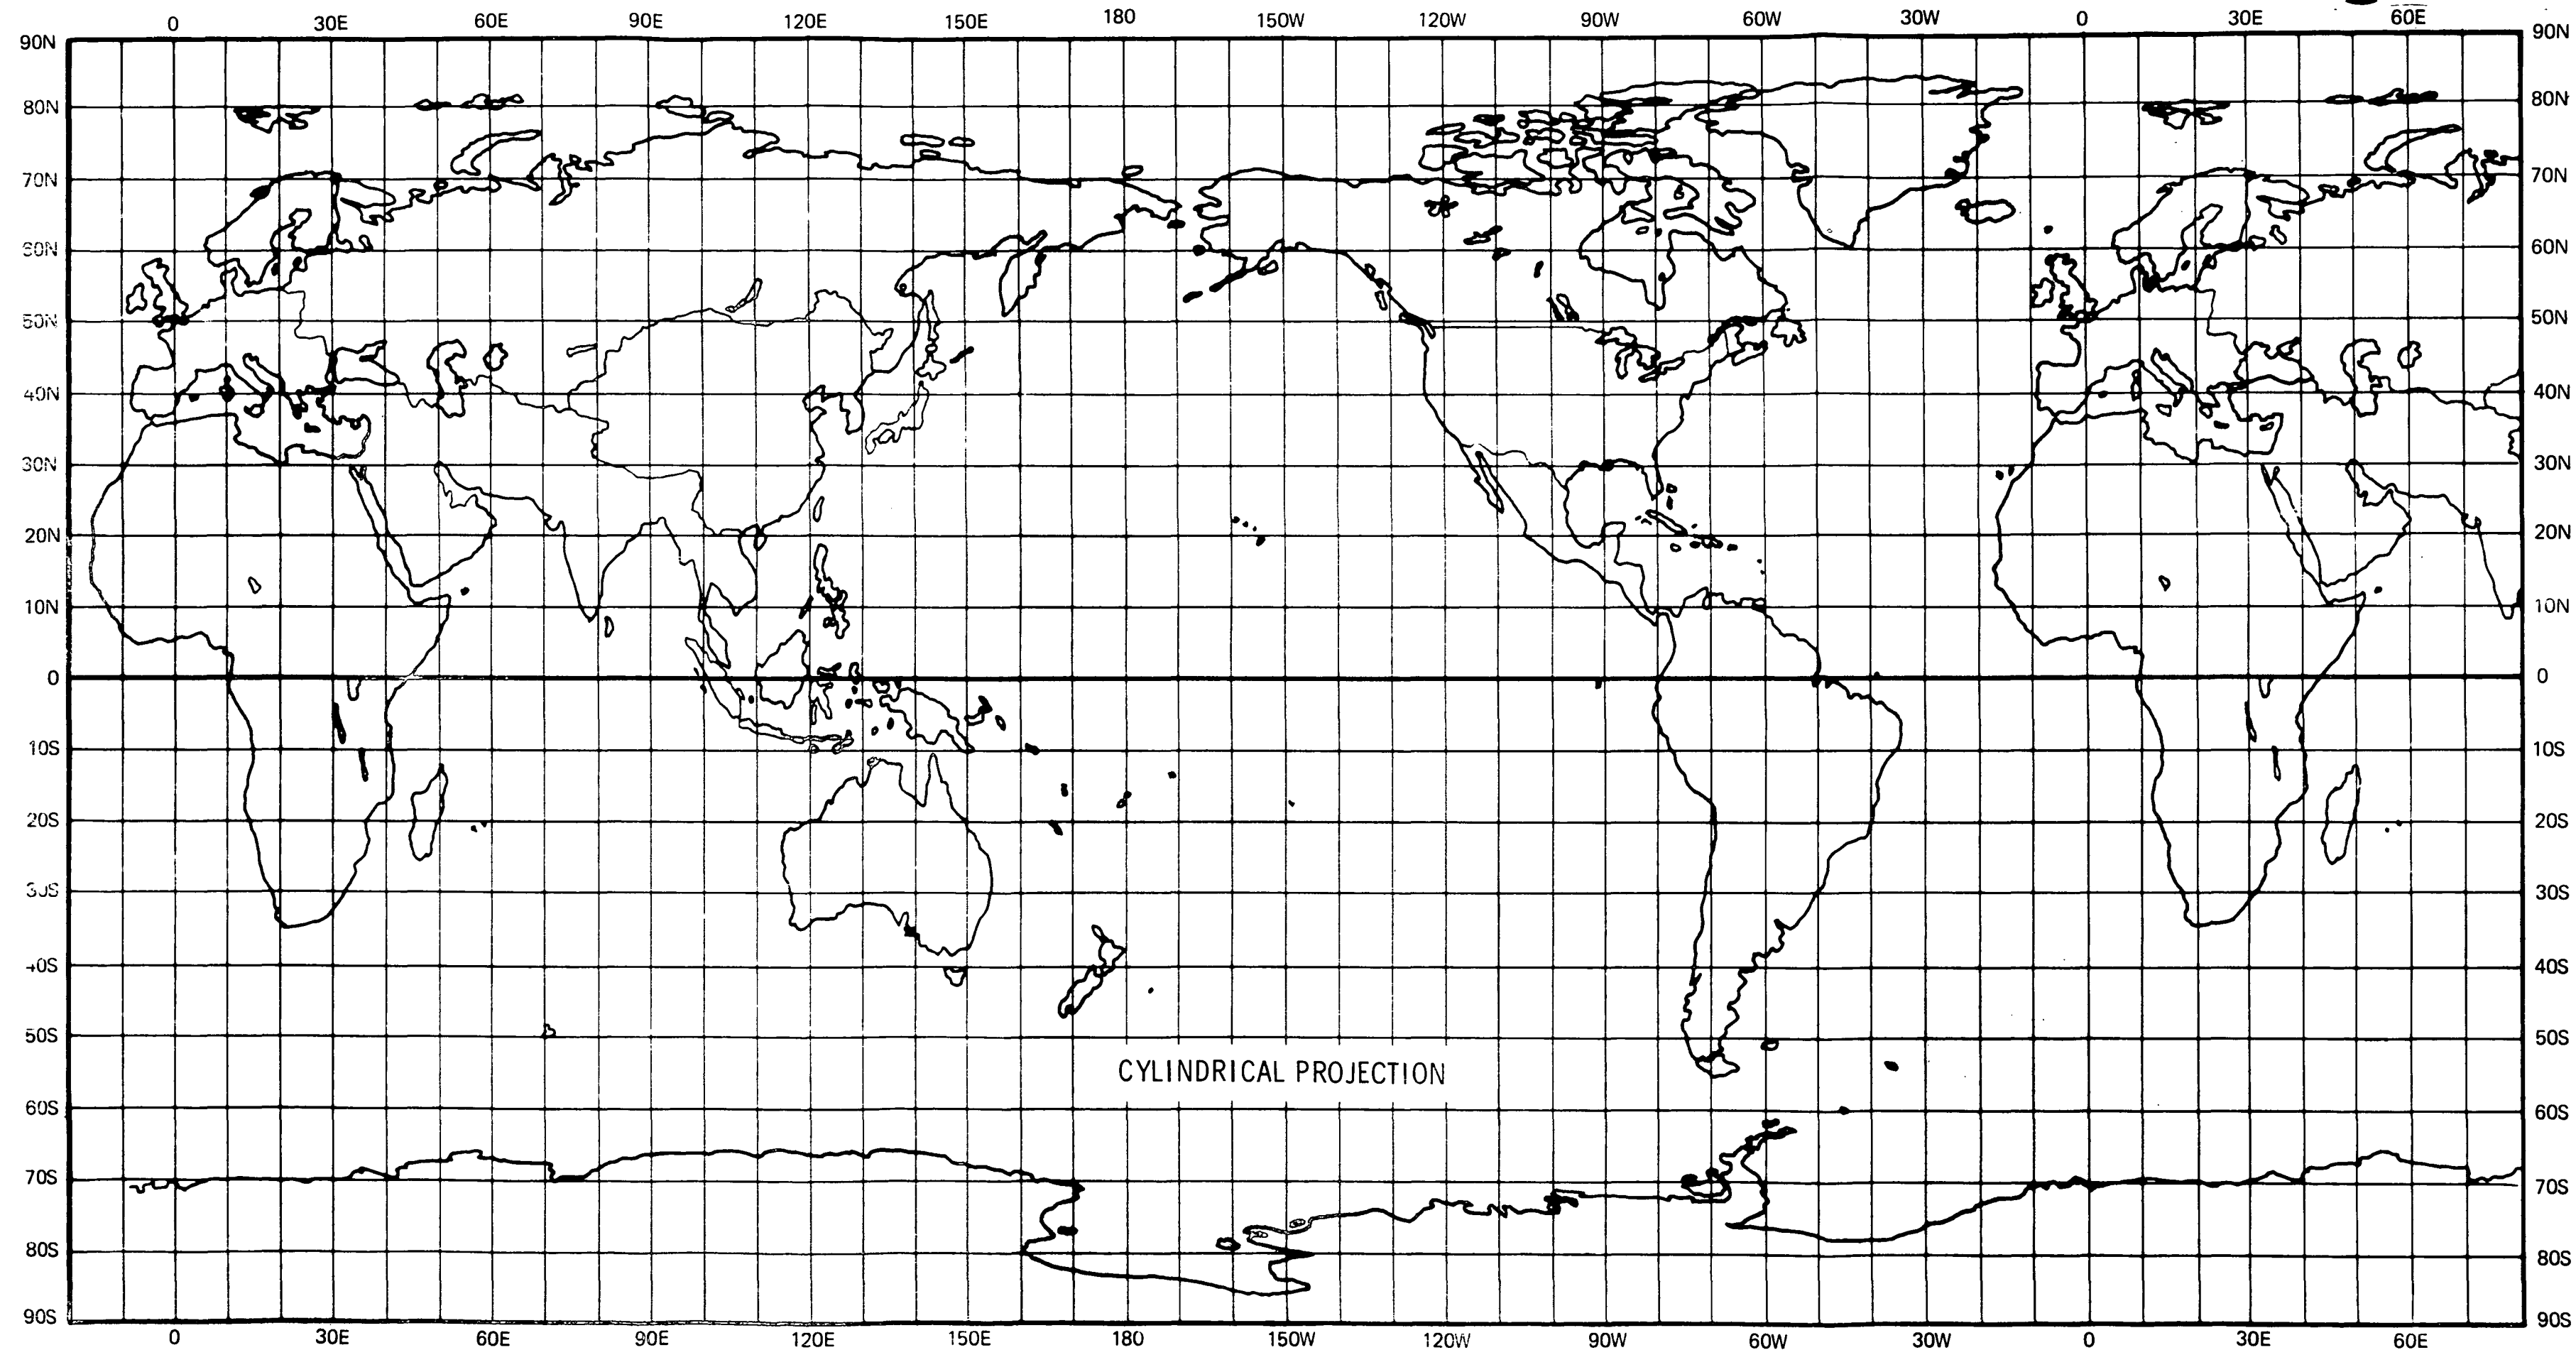 0 30E 60E 90E 120E 150E 180 150W 120W 90W 60W 30W 0 30E 60E
90N 90N
80N 80N
70N 70N
60N 60N
50N 50N
40N 40N
30N 30N
20N 20N
10N 10N
0 0
10S 10S
20S 20S
30S 30S
40S 40S
50S 50S
CYLINDRICAL PROJECTION
60S 60S
70S 70S
80S 80S
90S 90S
0 30E 60E 90E 120E 150E 180 150W 120W 90W 60W 30W 0 30E 60E